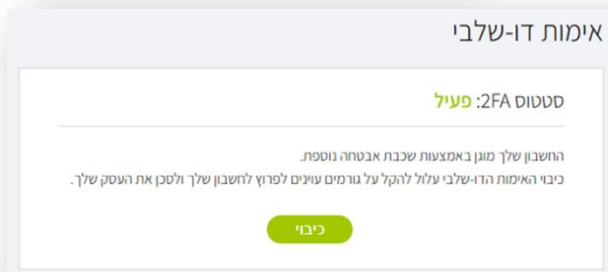 אימות דו-שלבי
סטטוס 2FA: פעיל
החשבון שלך מוגן באמצעות שכבת אבטחה נוספת.
כיבוי האימות הדו-שלבי עלול להקל על גורמים עוינים לפרוץ לחשבון שלך ולסכן את העסק שלך.
כיבוי